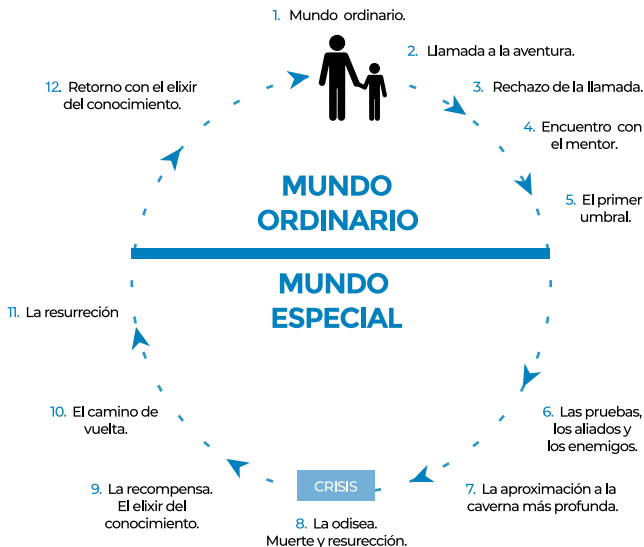 1. Mundo ordinario.
2. Llamada a la aventura.
3. Rechazo de la llamada.
4. Encuentro con
el mentor.
5. El primer
umbral.
MUNDO
ORDINARIO
MUNDO
ESPECIAL
6. Las pruebas,
los aliados y
los enemigos.
7. La aproximación a la
caverna más profunda.
CRISIS
8. La odisea.
Muerte y resurección.
9. La recompensa.
El elixir del
conocimiento.
10. El camino de
vuelta.
11. La resurreción
12. Retorno con el elixir
del conocimiento.